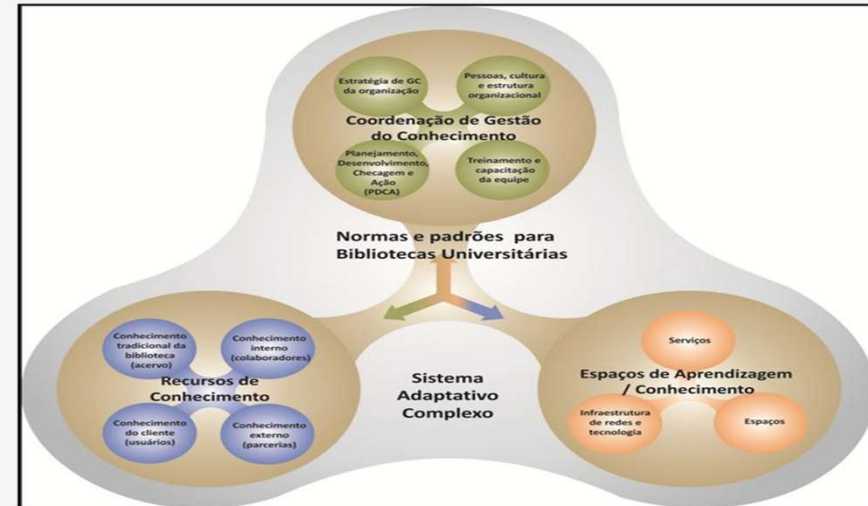 Estratégia de GC
da organização
Pessoas, cultura
e estrutura
organizacional
Coordenação de Gestão
do Conhecimento
Planejamento,
Desenvolvimento,
Checagem e
Ação
(PDCA)
Treinamento e
capacitação
da equipe
Normas e padrões para
Bibliotecas Universitárias
Conhecimento
tradicional da
biblioteca
(acervo)
Conhecimento
interno
(colaboradores)
Recursos de
Conhecimento
Conhecimento
do cliente
(usuários)
Conhecimento
externo
(parcerias)
Sistema
Adaptativo
Complexo
Serviços
Espaços de Aprendizagem
/ Conhecimento
Infraestrutura
de redes e
tecnologia
Espaços